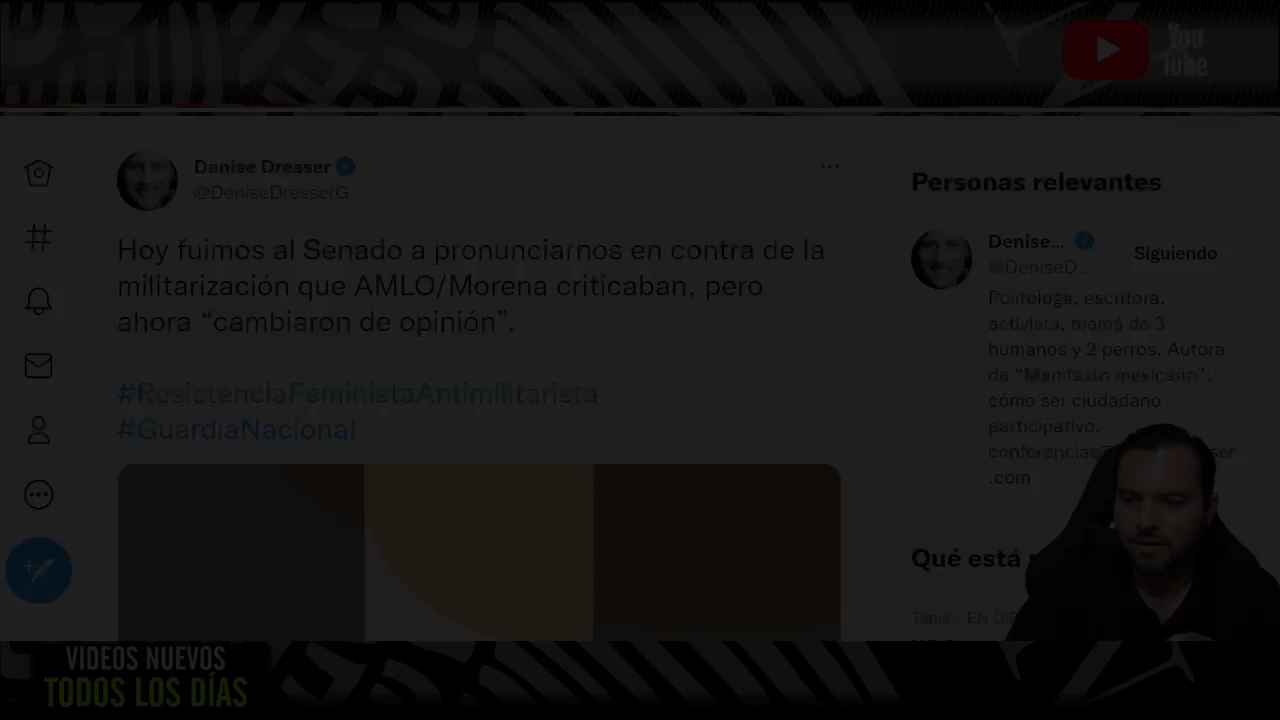 You
Tube
Denise Dresser
@DeniseDresserG
Hoy fuimos al Senado a pronunciarnos en contra de la
militarización que AMLO/Morena criticaban, pero
ahora “cambiaron de opinión”.
#ResistenciaFeministaAntimilitarista
#GuardiaNacional
Personas relevantes
Denise...
@DeniseD...
Siguiendo
Politóloga, escritora,
activista, mamá de 3
humanos y 2 perros. Autora
de “Manifiesto mexicano”:
cómo ser ciudadano
participativo.
conferencias@
.com
Qué está
EN
VIDEOS NUEVOS
TODOS LOS DÍAS